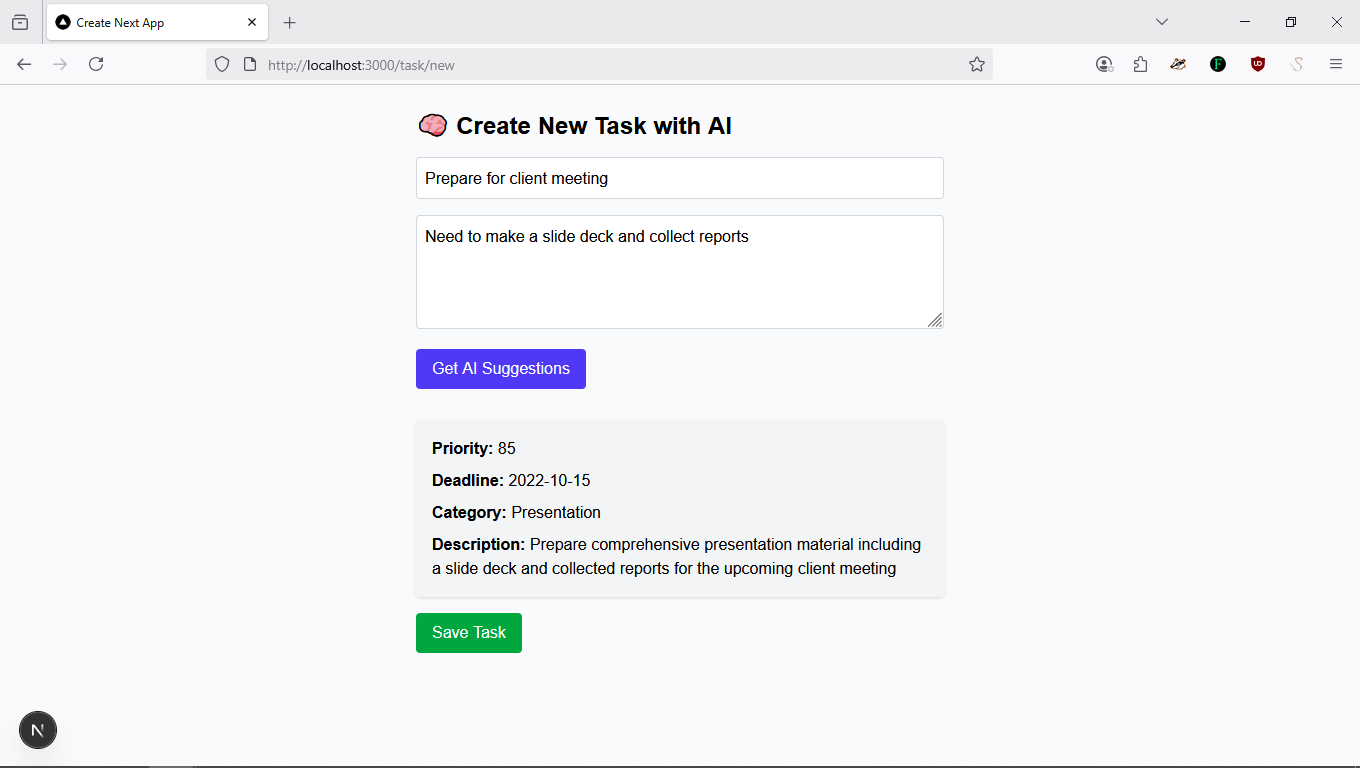 Create New Task with AI
Create Next App
http://localhost:3000/task/new
Prepare for client meeting
Need to make a slide deck and collect reports
Get AI Suggestions
Priority: 85
Deadline: 2022-10-15
Category: Presentation
Description: Prepare comprehensive presentation material including
a slide deck and collected reports for the upcoming client meeting
Save Task
N